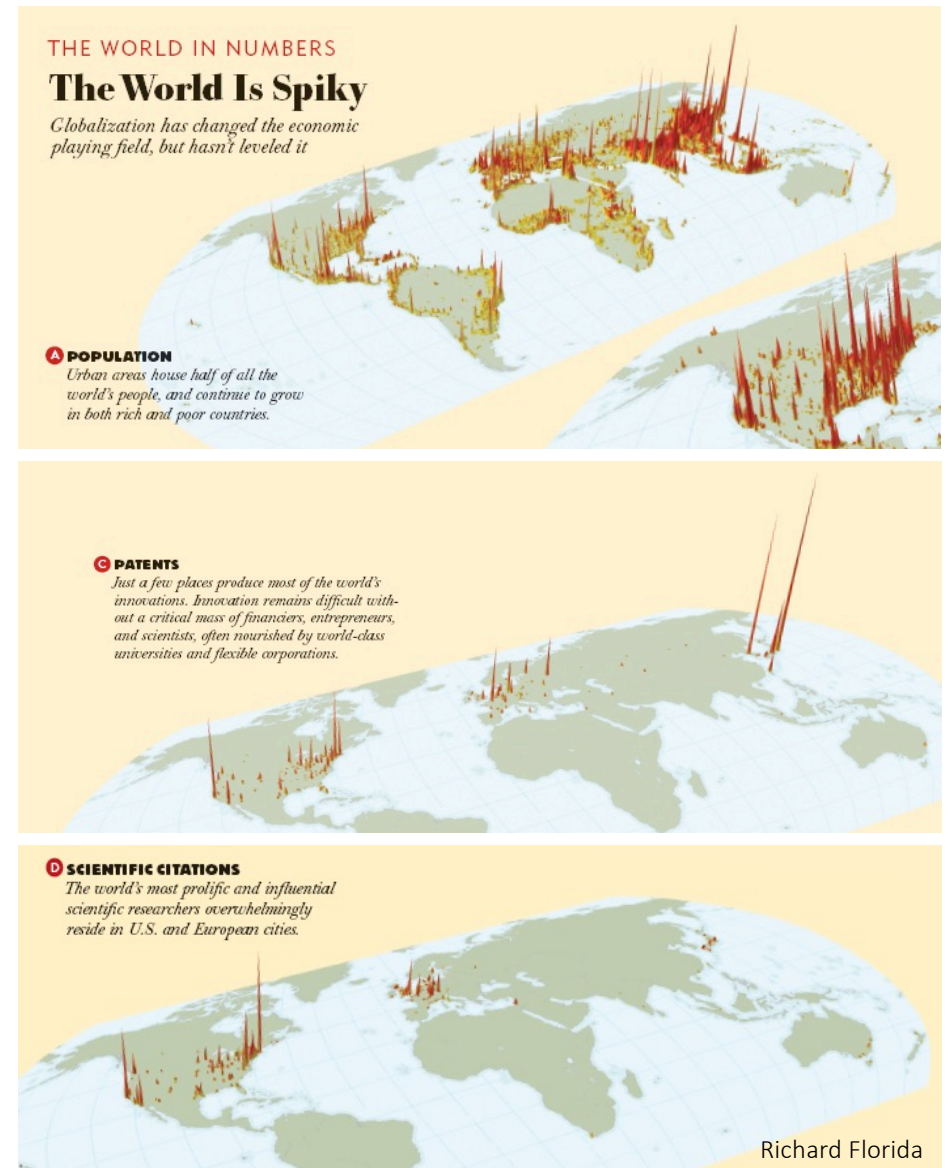 THE WORLD IN NUMBERS
The World Is Spiky
Globalization has changed the economic
playing field, but hasn't leveled it
A POPULATION
Urban areas house half of all the
world's people, and continue to grow
in both rich and poor countries.
C PATENTS
Just a few places produce most of the world's
innovations. Innovation remains difficult with-
out a critical mass of financiers, entrepreneurs,
and scientists, often nourished by world-class
universities and flexible corporations.
D SCIENTIFIC CITATIONS
The world's most prolific and influential
scientific researchers overwhelmingly
reside in U.S. and European cities.
Richard Florida